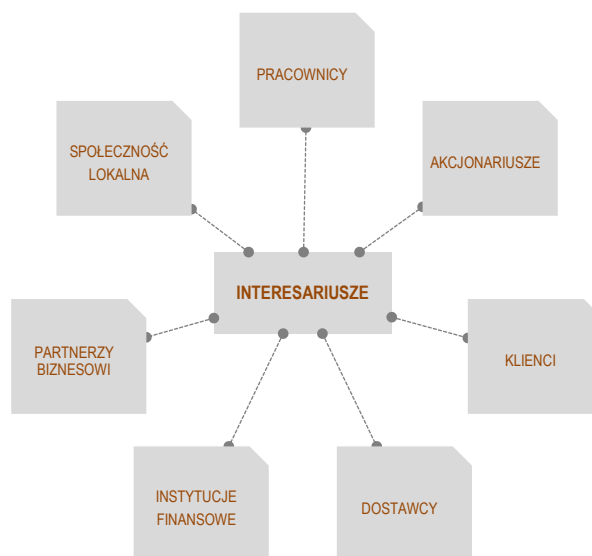 PRACOWNICY
SPOŁECZNOŚĆ
LOKALNA
AKCJONARIUSZE
INTERESARIUSZE
PARTNERZY
BIZNESOWI
KLIENCI
INSTYTUCJE
FINANSOWE
DOSTAWCY